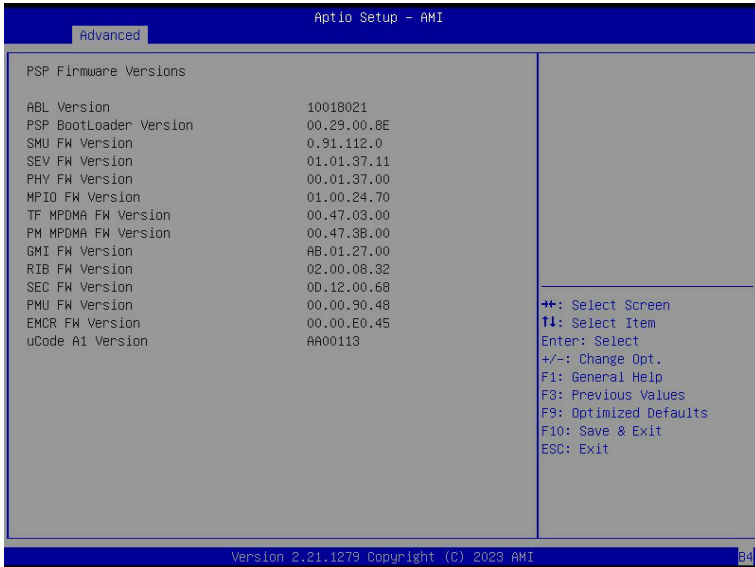 Aptio Setup - AMI
Advanced
PSP Firmware Versions
ABL Version 10018021
PSP BootLoader Version 00.29.00.8E
SMU FW Version 0.91.112.0
SEV FW Version 01.01.37.11
PHY FW Version 00.01.37.00
MPIO FW Version 01.00.24.70
TF MPDMA FW Version 00.47.03.00
PM MPDMA FW Version 00.47.3B.00
GMI FW Version AB.01.27.00
RIB FW Version 02.00.08.32
SEC FW Version 0D.12.00.68
PMU FW Version 00.00.90.48
EMCR FW Version 00.00.E0.45
uCode A1 Version AA00113
→←: Select Screen
↑↓: Select Item
Enter: Select
+/-: Change Opt.
F1: General Help
F3: Previous Values
F9: Optimized Defaults
F10: Save & Exit
ESC: Exit
Version 2.21.1279 Copyright (C) 2023 AMI
B4